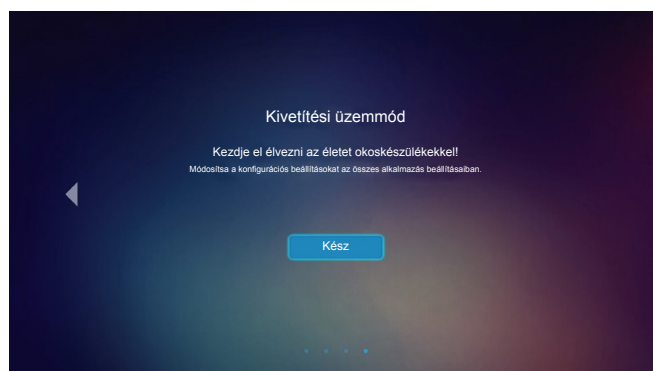 Kivetítési üzemmód
Kezdje el élvezni az életet okoskészülékekkel!
Módosítsa a konfigurációs beállításokat az összes alkalmazás beállításaiban.
Kész